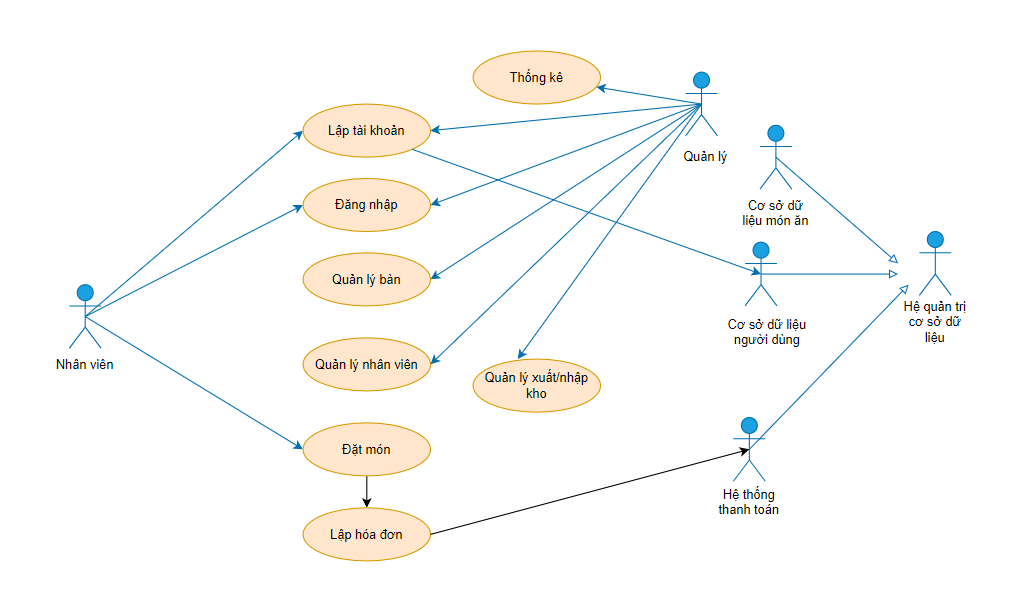 Thống kê
Lập tài khoản
Quản lý
Đăng nhập
Cơ sở dữ
liệu món ăn
Quản lý bàn
Hệ quản trị
cơ sở dữ
liệu
Cơ sở dữ liệu
người dùng
Nhân viên
Quản lý nhân viên
Quản lý xuất/nhập
kho
Đặt món
Hệ thống
thanh toán
Lập hóa đơn